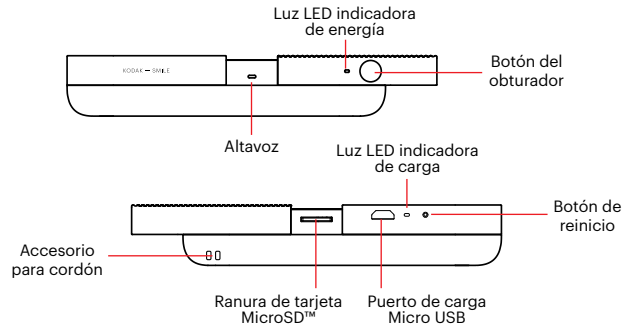 Luz LED indicadora
de energía
Botón del
obturador
KODAK — SMILE
Altavoz
Luz LED indicadora
de carga
Botón de
reinicio
Accesorio
para cordón
Ranura de tarjeta
MicroSD™
Puerto de carga
Micro USB